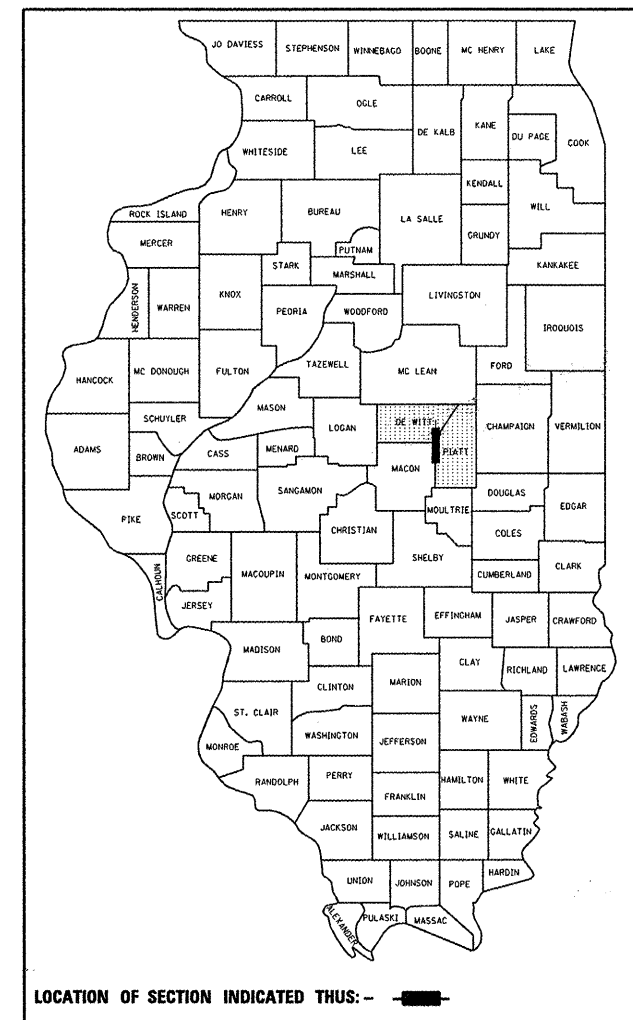 JO DAVIESS STEPHENSON WINNEBAGO BOONE MC HENRY LAKE
CARROLL OGLE DE KALB KANE DU PAGE COOK
WHITESIDE LEE KENDALL WILL
ROCK ISLAND HENRY BUREAU LA SALLE GRUNDY
MERCER PUTNAM KANKAKEE
STARK MARSHALL
HENDERSON WARREN KNOX PEORIA WOODFORD LIVINGSTON IROQUOIS
HANCOCK MC DONOUGH FULTON TAZEWELL MC LEAN FORD
SCHUYLER MASON LOGAN DE WITT PIATT CHAMPAIGN VERMILION
ADAMS BROWN CASS MENARD MACON
PIKE SCOTT MORGAN SANGAMON CHRISTIAN MOULTRIE DOUGLAS EDGAR
COLES
CALHOUN GREENE MACOUPIN MONTGOMERY SHELBY CUMBERLAND CLARK
JERSEY FAYETTE EFFINGHAM JASPER CRAWFORD
MADISON BOND CLAY RICHLAND LAWRENCE
ST. CLAIR CLINTON MARION WAYNE EDWARDS WABASH
MONROE WASHINGTON JEFFERSON
RANDOLPH PERRY FRANKLIN HAMILTON WHITE
JACKSON WILLIAMSON SALINE GALLATIN
UNION JOHNSON POPE HARDIN
ALEXANDER PULASKI MASSAC
LOCATION OF SECTION INDICATED THUS: -